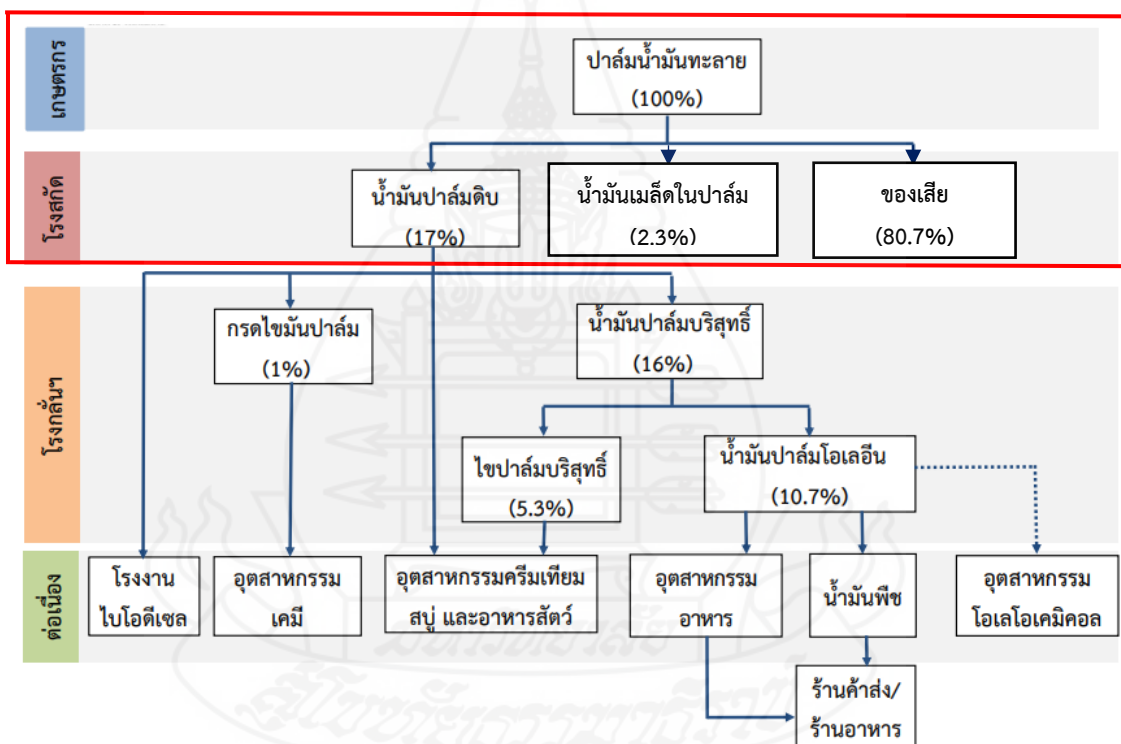 เกษตรกร
ปาล์มน้ำมันทะลาย
(100%)
โรงสกัด
น้ำมันปาล์มดิบ
(17%)
น้ำมันเมล็ดในปาล์ม
(2.3%)
ของเสีย
(80.7%)
โรงกลั่นฯ
กรดไขมันปาล์ม
(1%)
น้ำมันปาล์มบริสุทธิ์
(16%)
ไขปาล์มบริสุทธิ์
(5.3%)
น้ำมันปาล์มโอเลอีน
(10.7%)
ต่อเนื่อง
โรงงาน
ไบโอดีเซล
อุตสาหกรรม
เคมี
อุตสาหกรรมครีมเทียม
สบู่ และอาหารสัตว์
อุตสาหกรรม
อาหาร
น้ำมันพืช
อุตสาหกรรม
โอเลโอเคมิคอล
ร้านค้าส่ง/
ร้านอาหาร